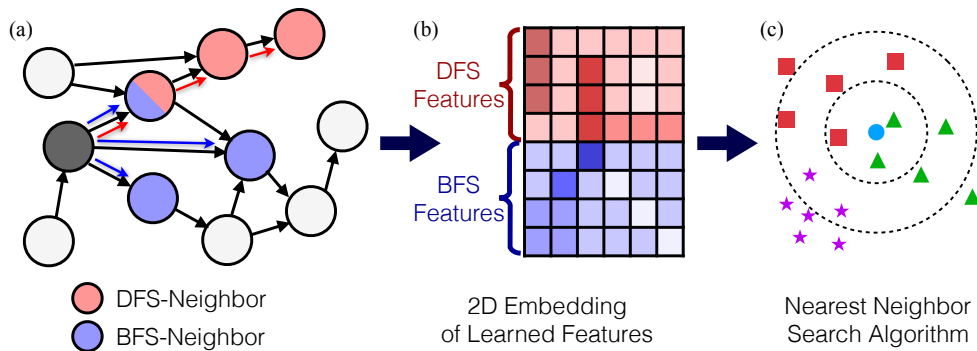 (a)
(b)
(c)
DFS
Features
BFS
Features
DFS-Neighbor
BFS-Neighbor
2D Embedding
of Learned Features
Nearest Neighbor
Search Algorithm